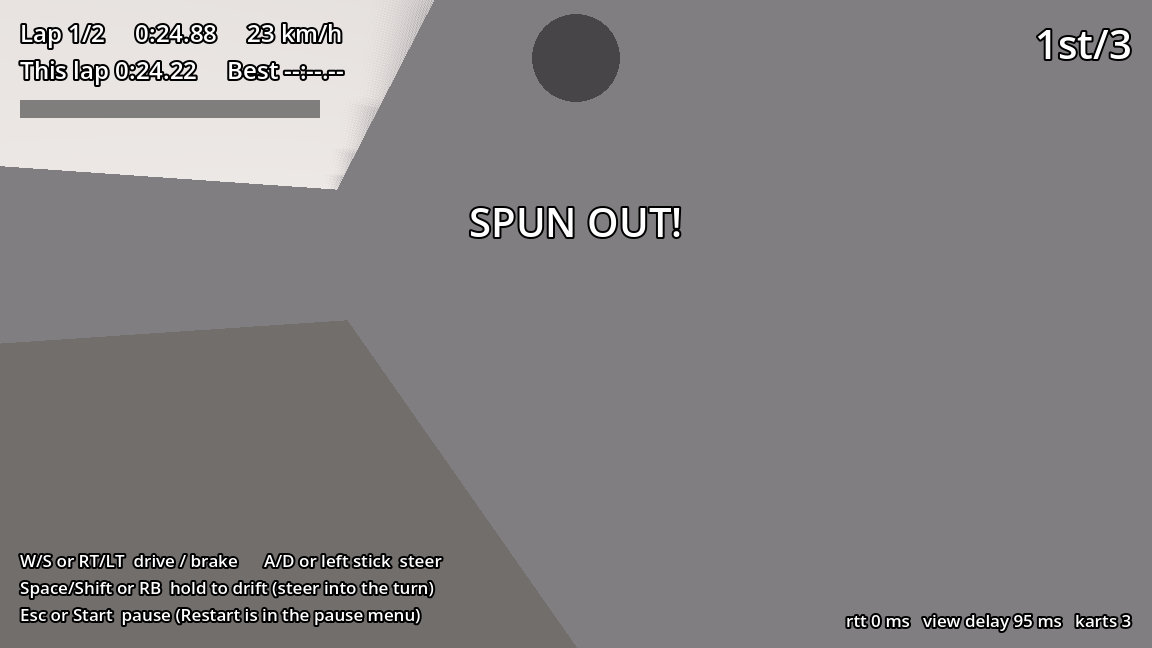 Lap 1/2 0:24.88 23 km/h
1st/3
This lap 0:24.22 Best --:--.--
SPUN OUT!
W/S or RT/LT drive / brake A/D or left stick steer
Space/Shift or RB hold to drift (steer into the turn)
Esc or Start pause (Restart is in the pause menu)
rtt 0 ms view delay 95 ms karts 3